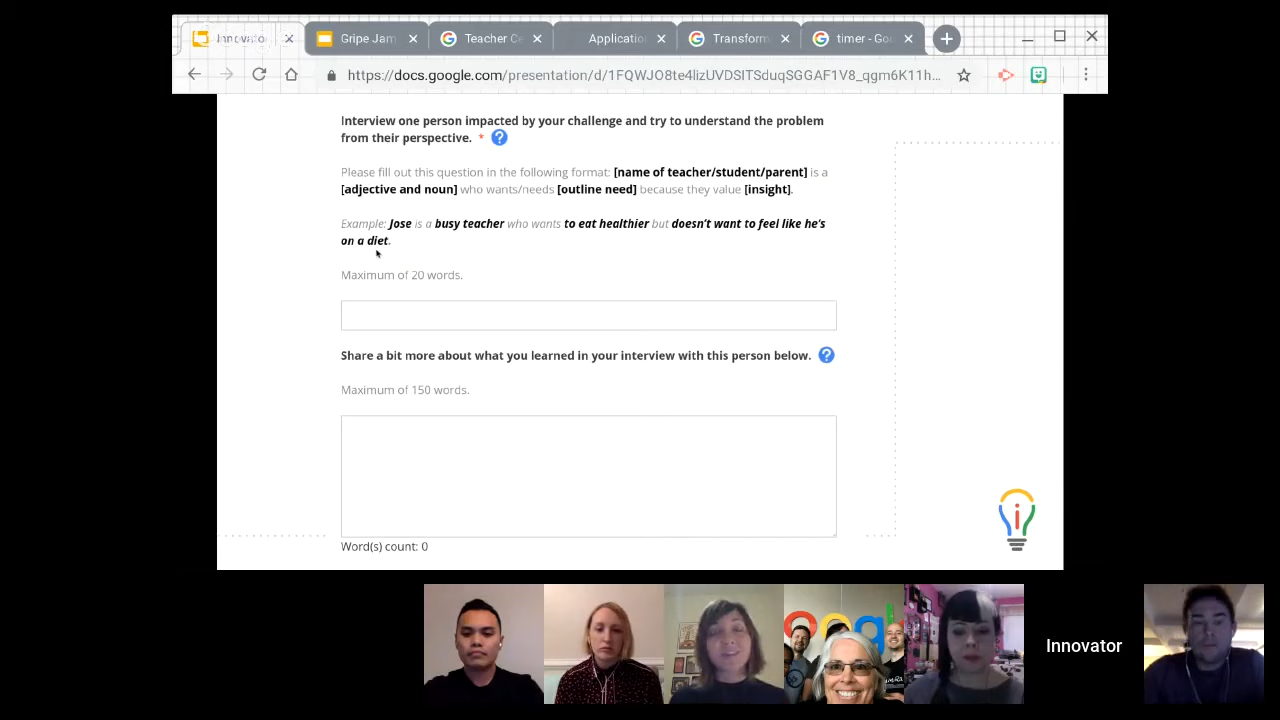 Innovato
Gripe Jam
Teacher Ce
Applicatio
Transform
timer - Goo
https://docs.google.com/presentation/d/1FQWJO8te4lizUVDSITSduqSGGAF1V8_qgm6K11h...
Interview one person impacted by your challenge and try to understand the problem
from their perspective. *
Please fill out this question in the following format: [name of teacher/student/parent] is a
[adjective and noun] who wants/needs [outline need] because they value [insight].
Example: Jose is a busy teacher who wants to eat healthier but doesn't want to feel like he's
on a diet.
Maximum of 20 words.
Share a bit more about what you learned in your interview with this person below.
Maximum of 150 words.
Word(s) count: 0
Innovator